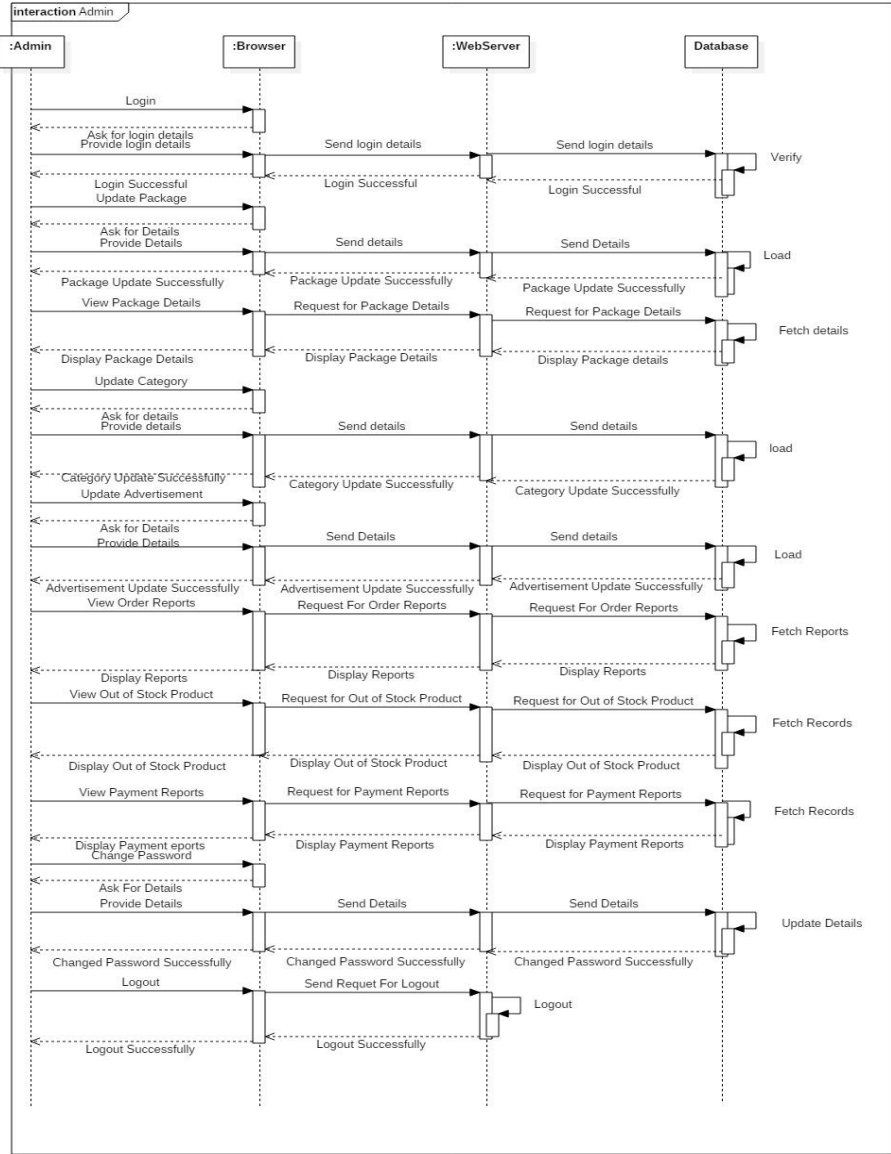 interaction Admin
:Admin
:Browser
:WebServer
Database
Login
Ask for login details
Provide login details
Send login details
Send login details
Verify
Login Successful
Login Successful
Login Successful
Update Package
Ask for Details
Provide Details
Send details
Send Details
Load
Package Update Successfully
Package Update Successfully
Package Update Successfully
View Package Details
Request for Package Details
Request for Package Details
Fetch details
Display Package Details
Display Package Details
Display Package details
Update Category
Ask for details
Provide details
Send details
Send details
load
Category Update Successfully
Category Update Successfully
Category Update Successfully
Update Advertisement
Ask for Details
Provide Details
Send Details
Send details
Load
Advertisement Update Successfully
Advertisement Update Successfully
Advertisement Update Successfully
View Order Reports
Request For Order Reports
Request For Order Reports
Fetch Reports
Display Reports
Display Reports
Display Reports
View Out of Stock Product
Request for Out of Stock Product
Request for Out of Stock Product
Fetch Records
Display Out of Stock Product
Display Out of Stock Product
Display Out of Stock Product
View Payment Reports
Request for Payment Reports
Request for Payment Reports
Fetch Records
Display Payment eports
Display Payment Reports
Display Payment Reports
Change Password
Ask For Details
Provide Details
Send Details
Send Details
Update Details
Changed Password Successfully
Changed Password Successfully
Changed Password Successfully
Logout
Send Requet For Logout
Logout
Logout Successfully
Logout Successfully